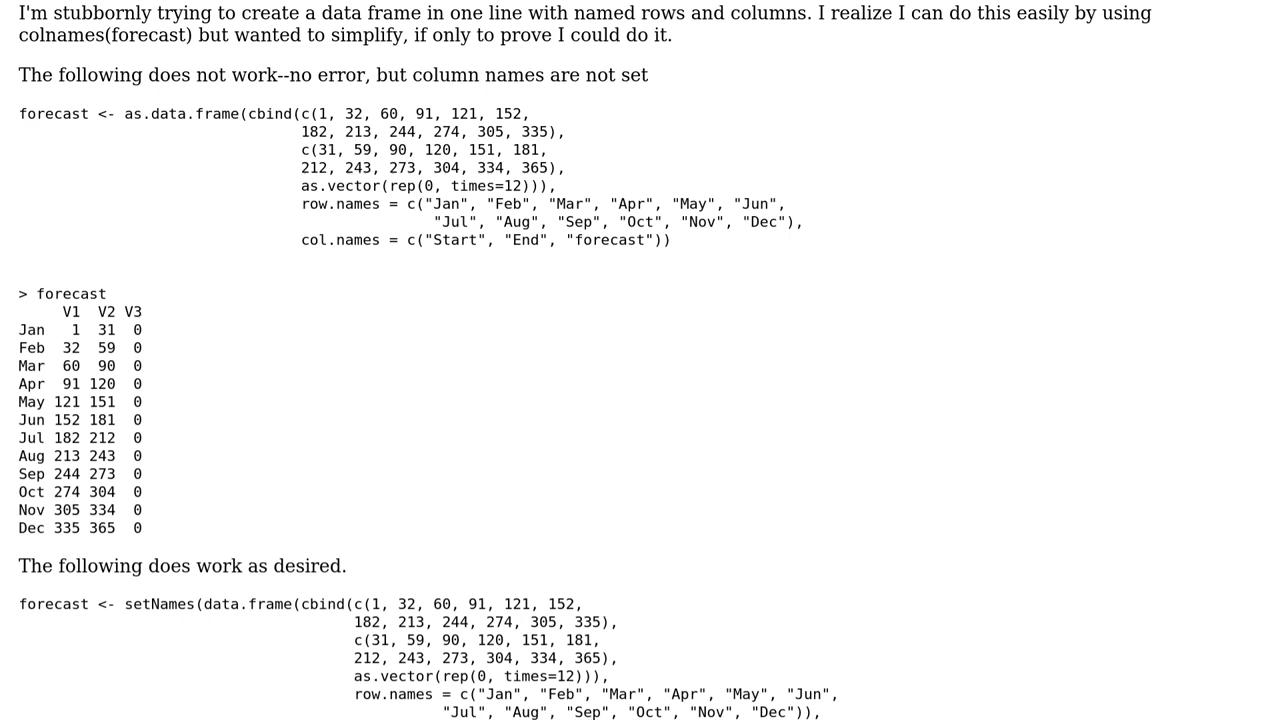 I'm stubbornly trying to create a data frame in one line with named rows and columns. I realize I can do this easily by using
colnames(forecast) but wanted to simplify, if only to prove I could do it.
The following does not work--no error, but column names are not set
forecast <- as.data.frame(cbind(c(1, 32, 60, 91, 121, 152,
                                182, 213, 244, 274, 305, 335),
                                c(31, 59, 90, 120, 151, 181,
                                212, 243, 273, 304, 334, 365),
                                as.vector(rep(0, times=12))),
                                row.names = c("Jan", "Feb", "Mar", "Apr", "May", "Jun",
                                               "Jul", "Aug", "Sep", "Oct", "Nov", "Dec"),
                                col.names = c("Start", "End", "forecast"))
> forecast
     V1  V2 V3
Jan   1  31  0
Feb  32  59  0
Mar  60  90  0
Apr  91 120  0
May 121 151  0
Jun 152 181  0
Jul 182 212  0
Aug 213 243  0
Sep 244 273  0
Oct 274 304  0
Nov 305 334  0
Dec 335 365  0
The following does work as desired.
forecast <- setNames(data.frame(cbind(c(1, 32, 60, 91, 121, 152,
                                      182, 213, 244, 274, 305, 335),
                                      c(31, 59, 90, 120, 151, 181,
                                      212, 243, 273, 304, 334, 365),
                                      as.vector(rep(0, times=12))),
                                      row.names = c("Jan", "Feb", "Mar", "Apr", "May", "Jun",
                                                "Jul", "Aug", "Sep", "Oct", "Nov", "Dec")),